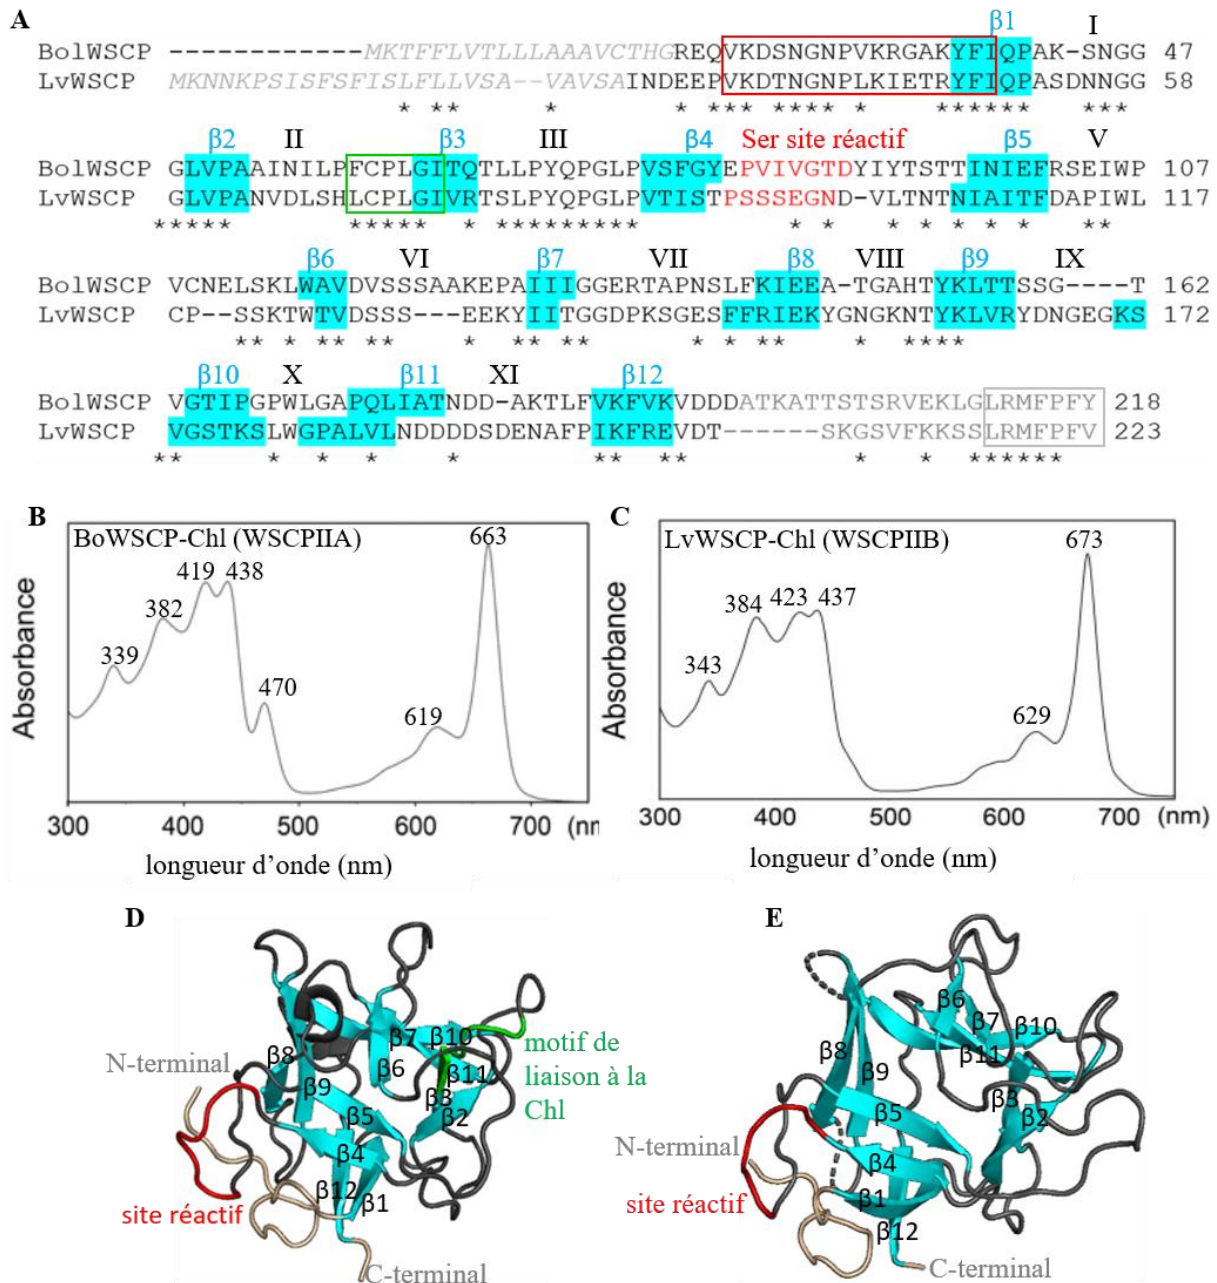 A
β1 I
BolWSCP ------------MKTFFLVTLLLAAAVCTHGREQVKDSNGNPVKRGAKYFIQPAK-SNGG 47
LvWSCP MKNNKPSISFSFISLFLLVSA--VAVSAINDEEPVKDTNGNPLKIETRYFIQPASDNNGG 58
* ** * * *** **** * ****** ***
β2 II β3 III β4 Ser site réactif β5 V
BolWSCP GLVPAAINILPFCPLGITQTLLPYQPGLPVSFGYEPVIVGTDYIYTSTTINIEFRSEIWP 107
LvWSCP GLVPANVDLSHLCPLGIVRTSLPYQPGLPVTISTPSSSEGND-VLTNTNIAITFDAPIWL 117
***** ***** * ********* * * * * * * * **
β6 VI β7 VII β8 VIII β9 IX
BolWSCP VCNELSKLWAVDVSSSAAKEPAIIIGGERTAPNSLFKIEEA-TGAHTYKLTTSSG----T 162
LvWSCP CP--SSKTWTVDSSS---EEKYIITGGDPKSGESFFRIEKYGNGKNTYKLVRYDNGEGKS 172
** * * ** * * ** * * ** * ****
β10 X β11 XI β12
BolWSCP VGTIPGPWLGAPQLIATNDD-AKTLFVKFVKVDDDATKATTSTSRVEKLGLRMFPFY 218
LvWSCP VGSTKSLWGPALVLNDDDDSDENAFPIKFREVDT------SKGSVFKKSSLRMFPFV 223
** * * * * ** ** * * ******
B C
BoWSCP-Chl (WSCPIIA) 663
419 438
382
339
470
619
Absorbance
300 400 500 600 700 (nm
longueur d’onde (nm)
LvWSCP-Chl (WSCPIIB) 673
384 423 437
343
629
Absorbance
300 400 500 600 700 (nm)
longueur d’onde (nm)
D
N-terminal
β8
β9
β7
β6
β10
β11
β3
β2
β5
β4
β12
β1
motif de
liaison à la
Chl
site réactif
C-terminal
E
β6
β7
β10
β11
β8
β9
β3
β2
β5
β4
β1
β12
N-terminal
site réactif
C-terminal